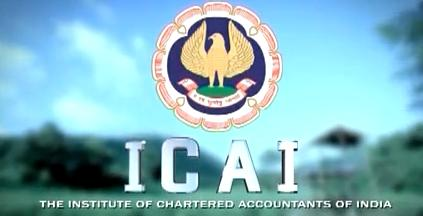 ICAI
THE INSTITUTE OF CHARTERED ACCOUNTANTS OF INDIA